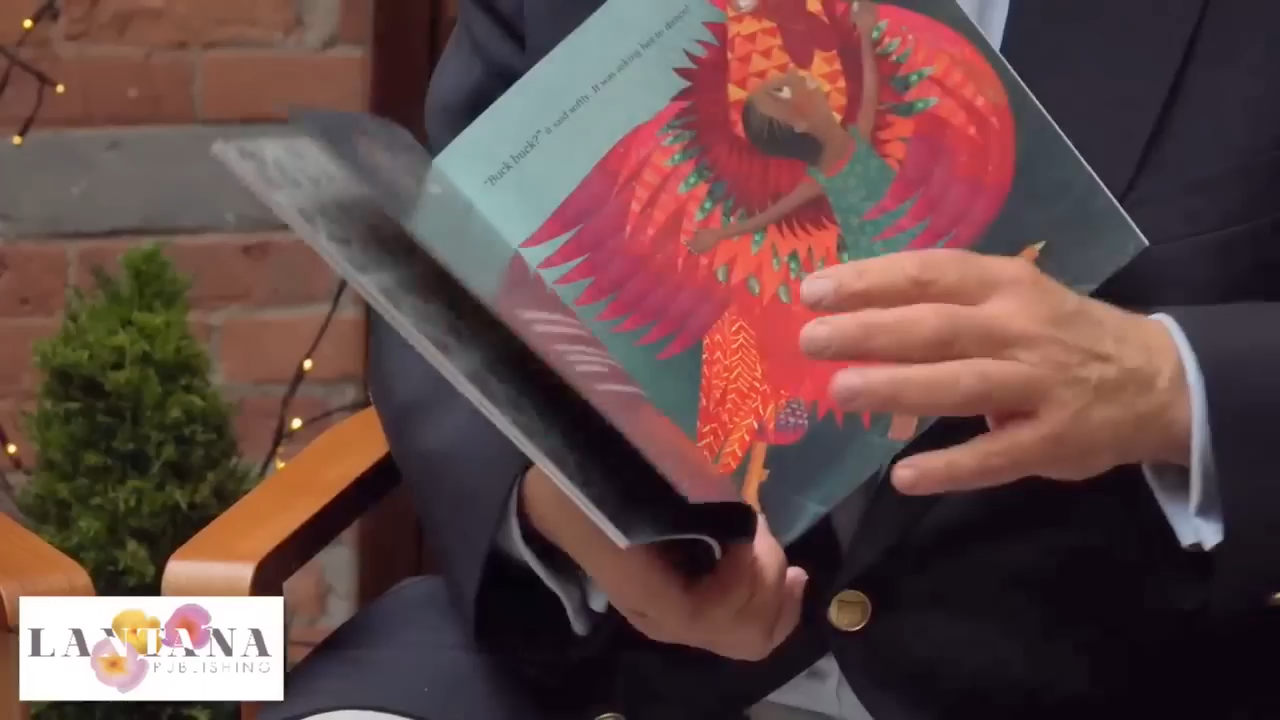 "Buck buck?" it said softly. It was asking her to dance!
LANTANA
PUBLISHING